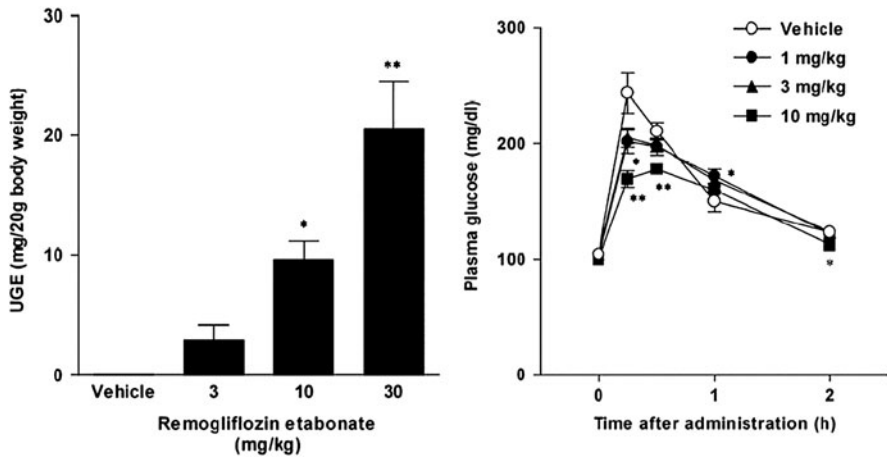 UGE (mg/20g body weight)
30
20
10
0
*
**
Vehicle 3 10 30
Remogliflozin etabonate
(mg/kg)
Plasma glucose (mg/dl)
300
200
100
0
Vehicle
1 mg/kg
3 mg/kg
10 mg/kg
*
*
**
**
*
0 1 2
Time after administration (h)